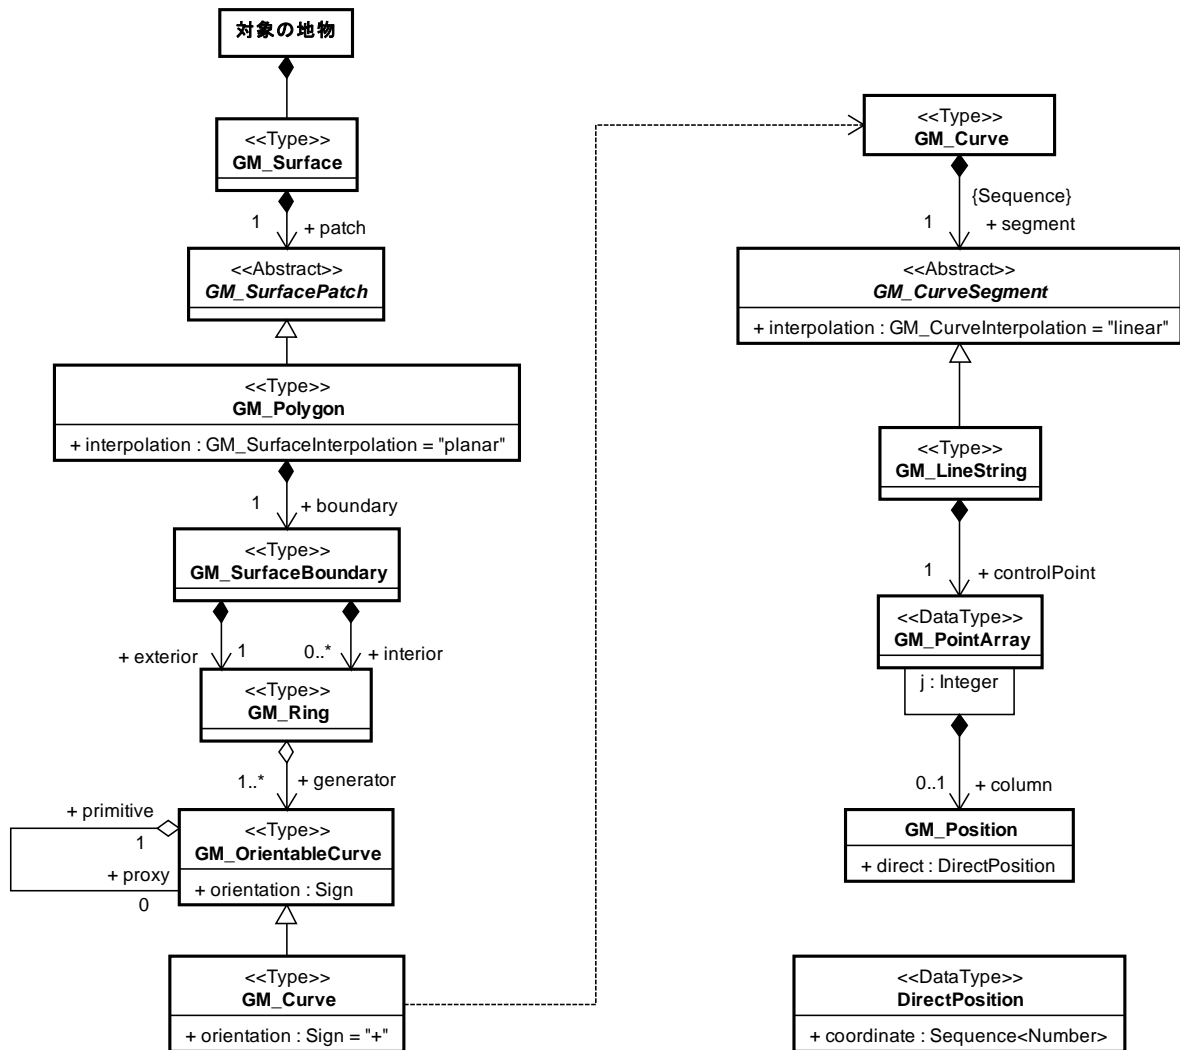 対象の地物
<<Type>>
GM_Surface
1
+ patch
<<Abstract>>
GM_SurfacePatch
<<Type>>
GM_Polygon
+ interpolation : GM_SurfaceInterpolation = "planar"
1
+ boundary
<<Type>>
GM_SurfaceBoundary
+ exterior
1
0..*
+ interior
<<Type>>
GM_Ring
1..*
+ generator
+ primitive
1
+ proxy
0
<<Type>>
GM_OrientableCurve
+ orientation : Sign
<<Type>>
GM_Curve
+ orientation : Sign = "+"
<<Type>>
GM_Curve
{Sequence}
1
+ segment
<<Abstract>>
GM_CurveSegment
+ interpolation : GM_CurveInterpolation = "linear"
<<Type>>
GM_LineString
1
+ controlPoint
<<DataType>>
GM_PointArray
j : Integer
0..1
+ column
GM_Position
+ direct : DirectPosition
<<DataType>>
DirectPosition
+ coordinate : Sequence<Number>